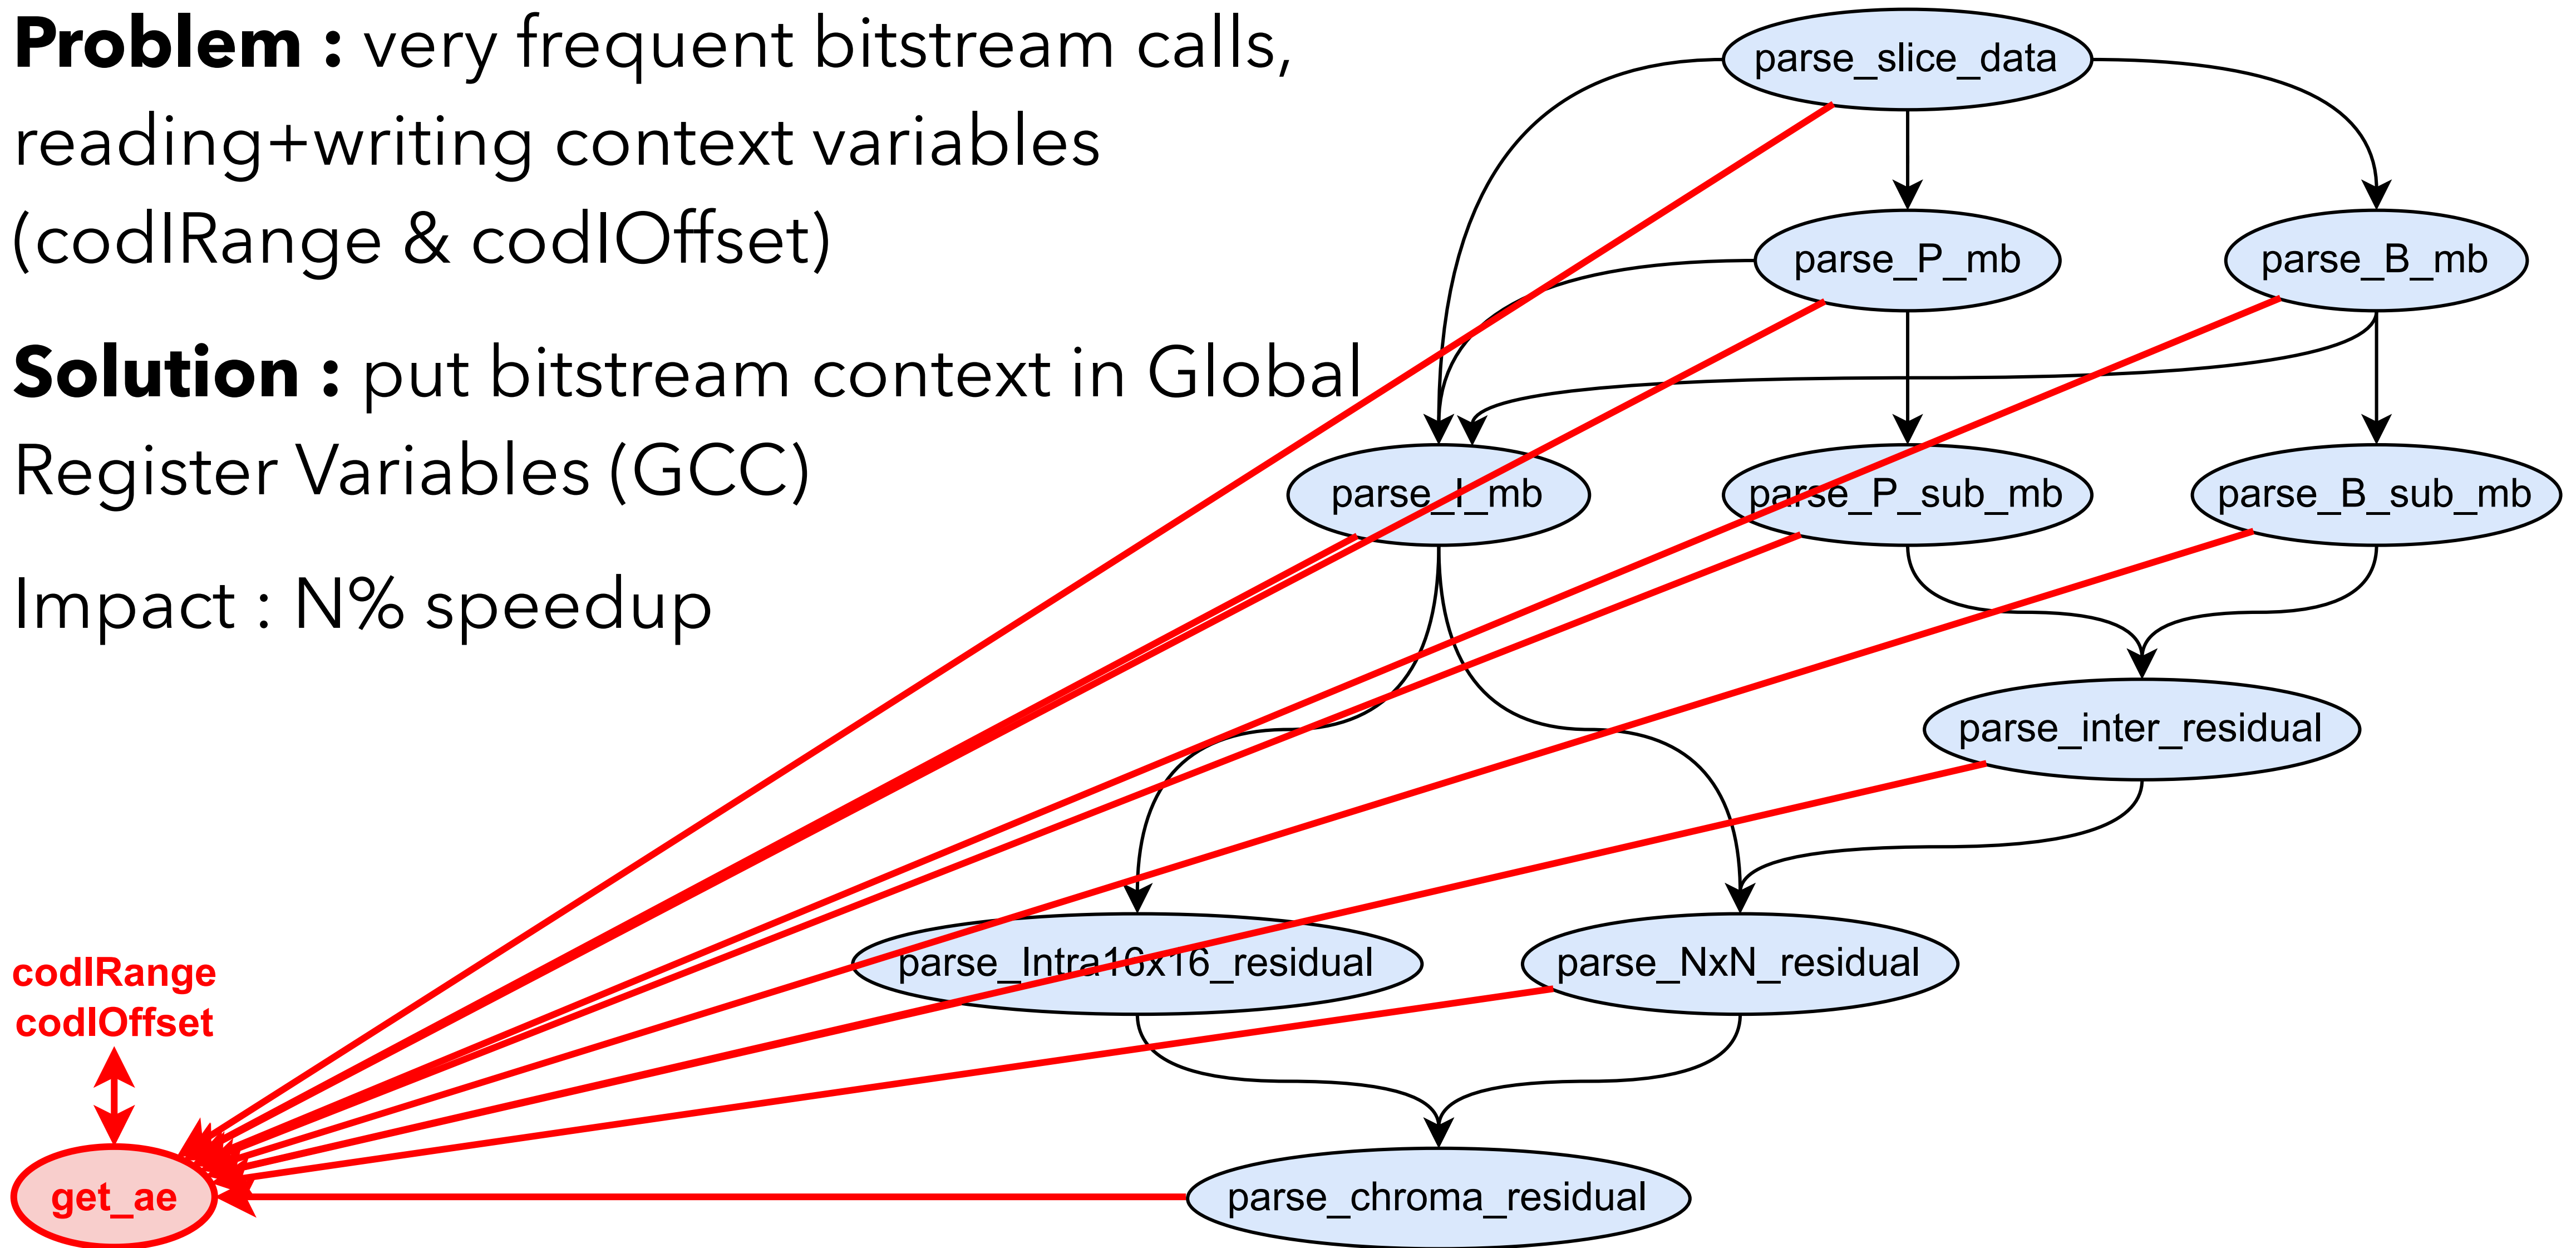 Problem : very frequent bitstream calls,
reading+writing context variables
(codIRange & codIOffset)
Solution : put bitstream context in Global
Register Variables (GCC)
Impact : N% speedup
parse_slice_data
parse_P_mb
parse_B_mb
parse_I_mb
parse_P_sub_mb
parse_B_sub_mb
parse_inter_residual
parse_Intra16x16_residual
parse_NxN_residual
codIRange
codIOffset
get_ae
parse_chroma_residual